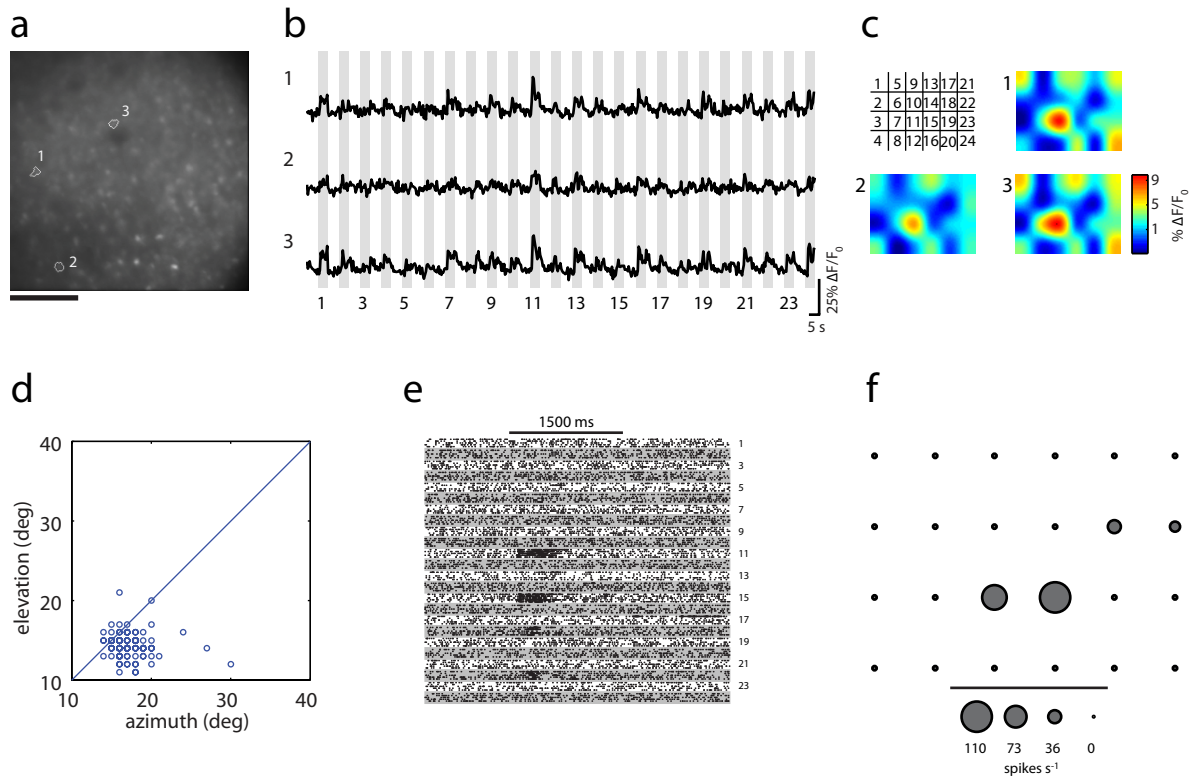 a
b
c
1
2
3
1
2
3
1 3 5 7 9 11 13 15 17 19 21 23
25% ΔF/F0
5 s
1 5 9 13 17 21
2 6 10 14 18 22
3 7 11 15 19 23
4 8 12 16 20 24
1
2
3
9
5
1
% ΔF/F0
d
e
f
40
30
20
10
10 20 30 40
elevation (deg)
azimuth (deg)
1500 ms
1
3
5
7
9
11
13
15
17
19
21
23
110 73 36 0
spikes s-1